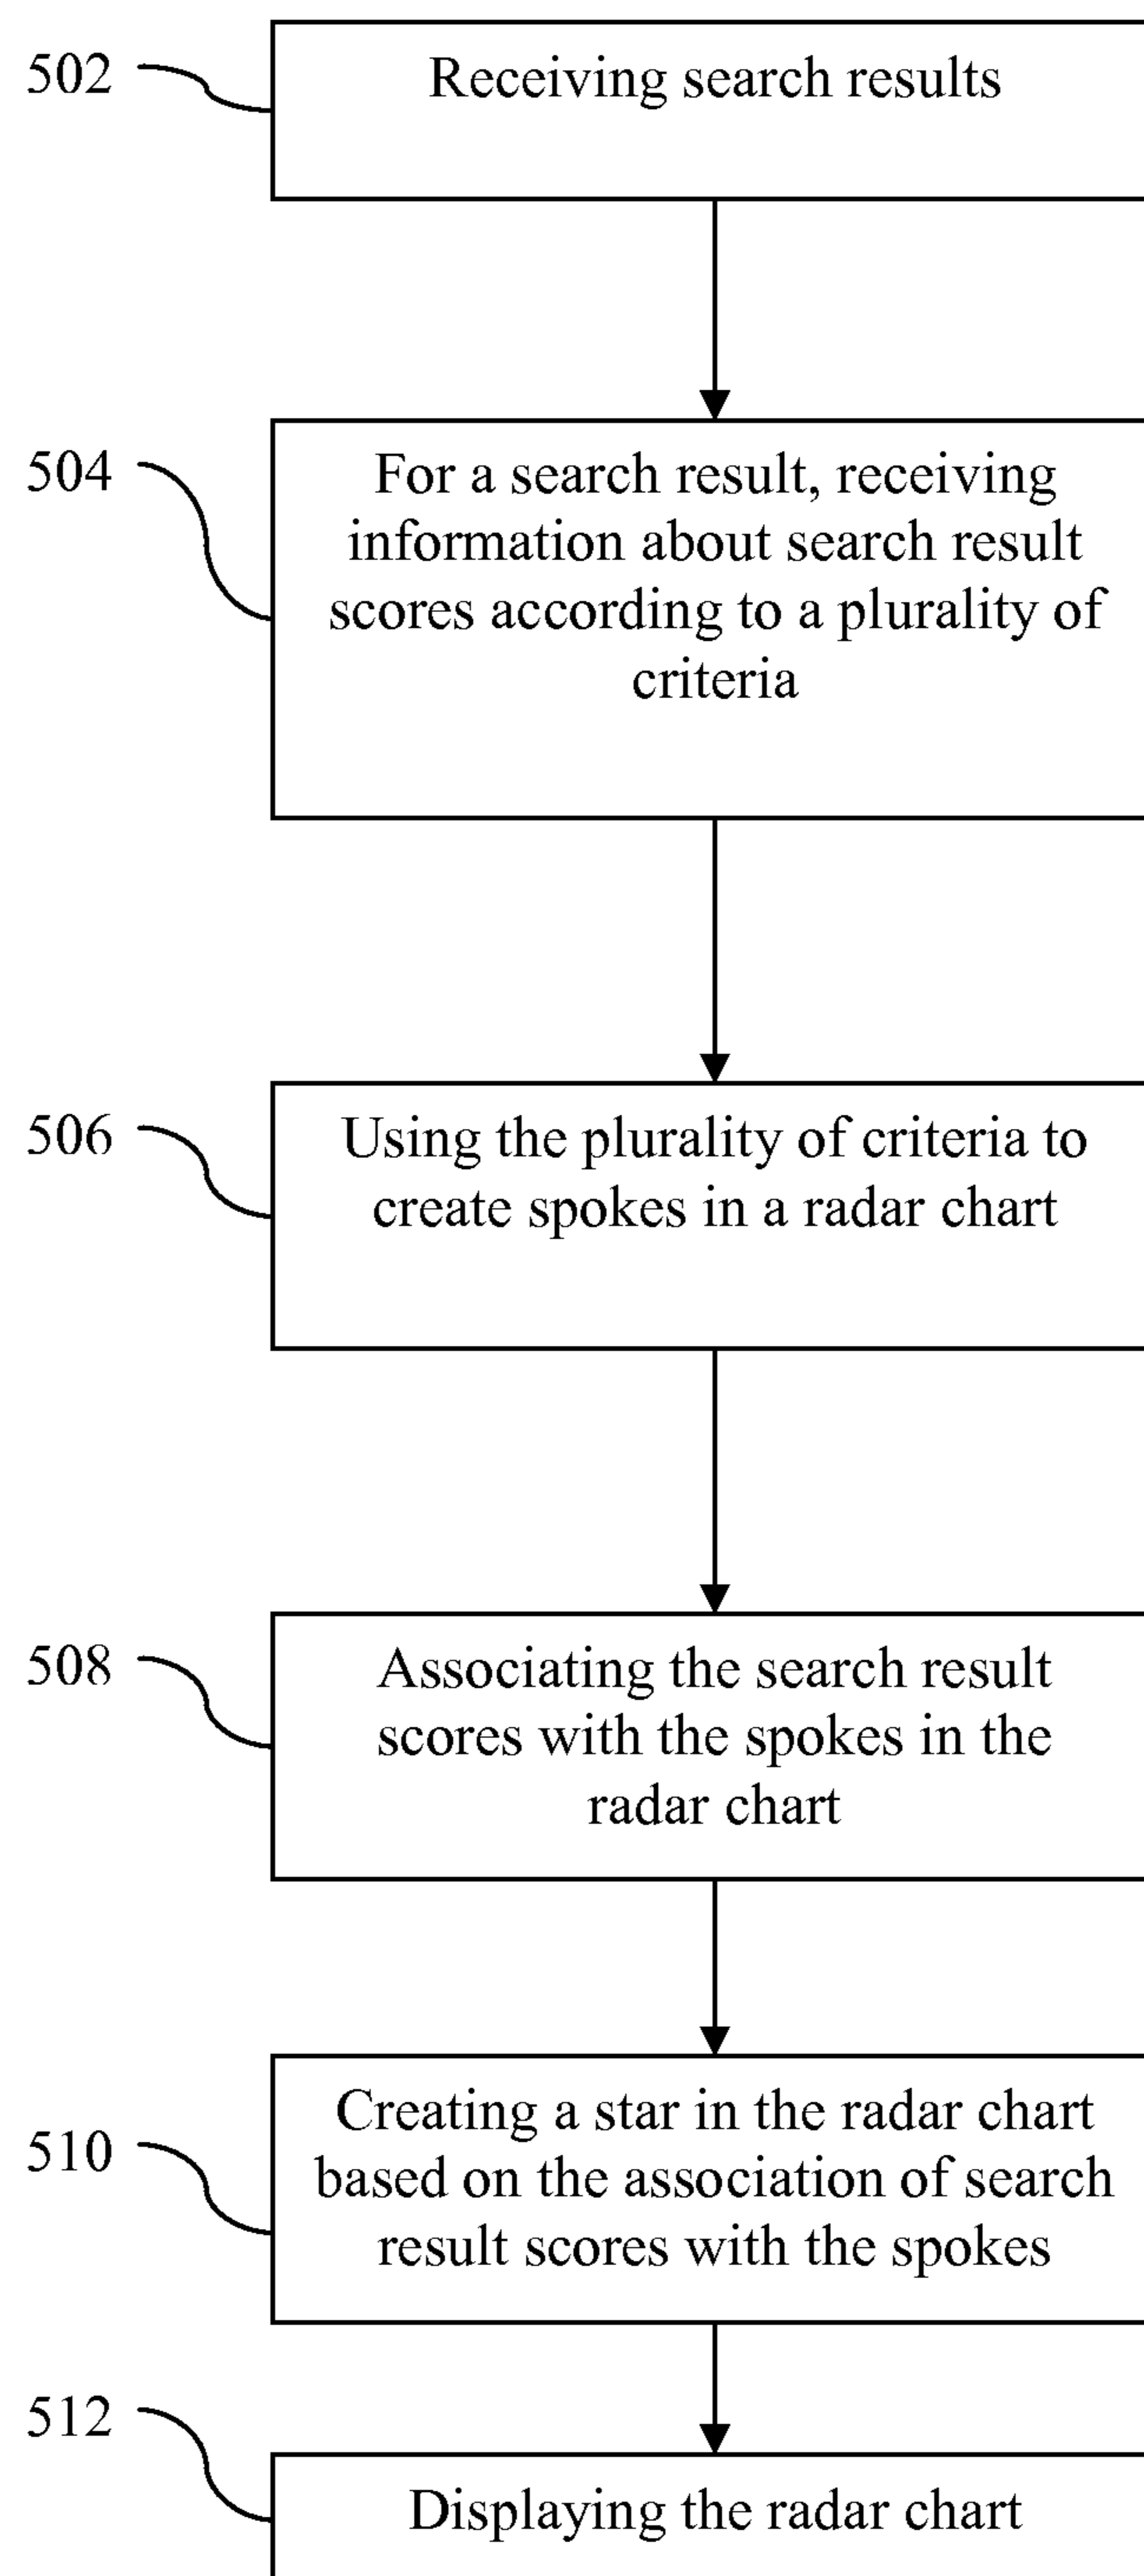 502
Receiving search results
504
For a search result, receiving
information about search result
scores according to a plurality of
criteria
506
Using the plurality of criteria to
create spokes in a radar chart
508
Associating the search result
scores with the spokes in the
radar chart
510
Creating a star in the radar chart
based on the association of search
result scores with the spokes
512
Displaying the radar chart